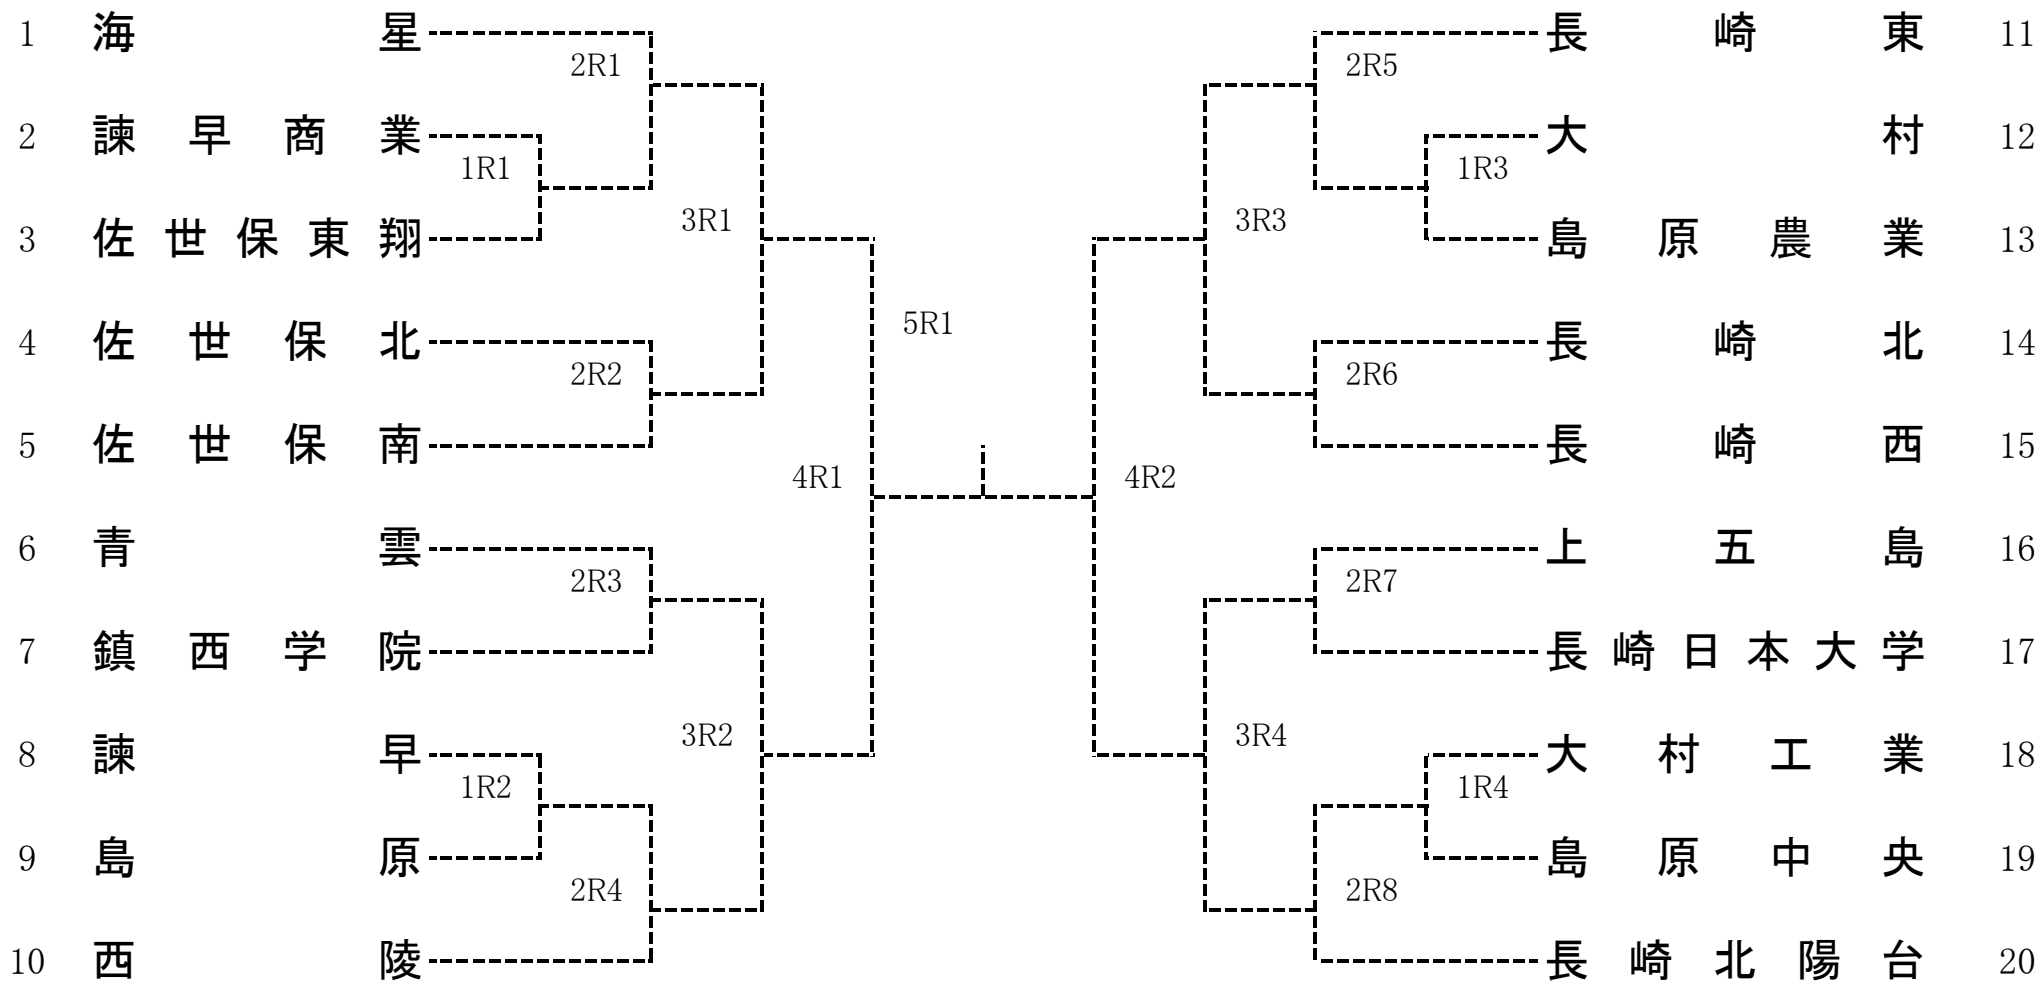 1 海星 長崎東 11
2R1 2R5
2 諫早商業 大村 12
1R1 1R3
3R1 3R3
3 佐世保東翔 島原農業 13
5R1
4 佐世保北 長崎北 14
2R2 2R6
5 佐世保南 長崎西 15
4R1 4R2
6 青雲 上五島 16
2R3 2R7
7 鎮西学院 長崎日本大学 17
3R2 3R4
8 諫早 大村工業 18
1R2 1R4
9 島原 島原中央 19
2R4 2R8
10 西陵 長崎北陽台 20